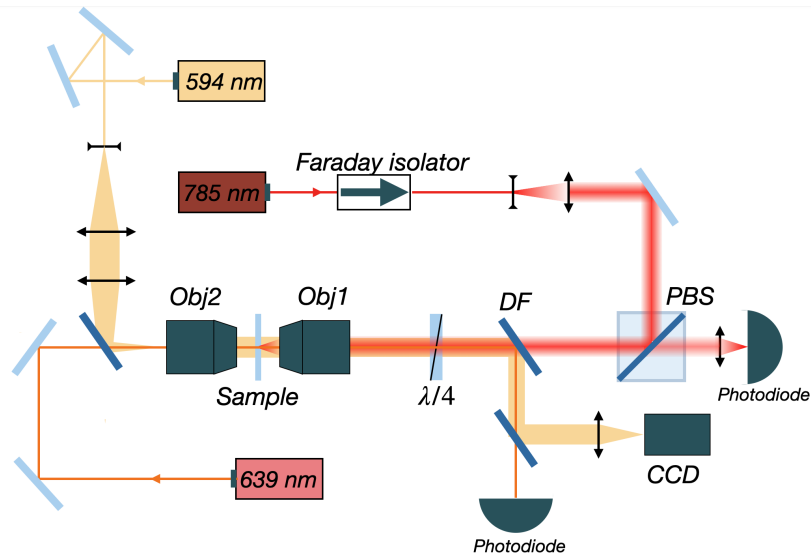 594 nm
Faraday isolator
785 nm
Obj2
Obj1
DF
PBS
Sample
λ/4
Photodiode
CCD
639 nm
Photodiode